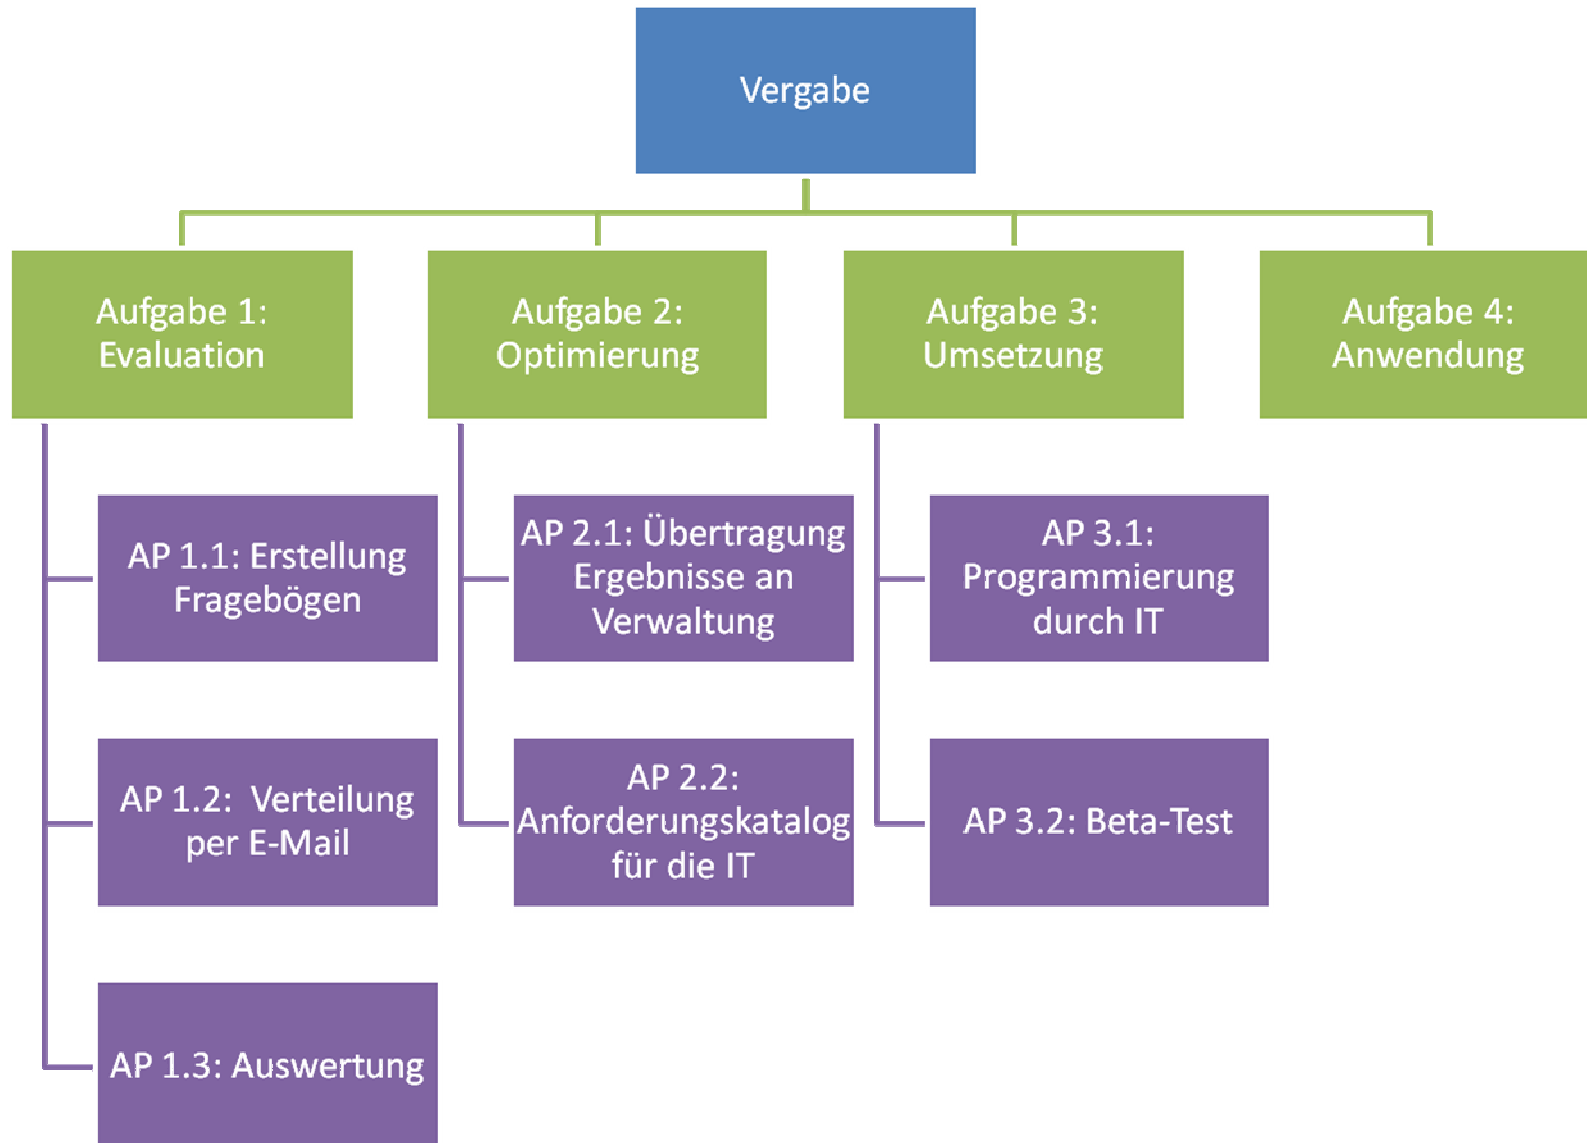 Vergabe
Aufgabe 1:
Evaluation
Aufgabe 2:
Optimierung
Aufgabe 3:
Umsetzung
Aufgabe 4:
Anwendung
AP 1.1: Erstellung
Fragebögen
AP 2.1: Übertragung
Ergebnisse an
Verwaltung
AP 3.1:
Programmierung
durch IT
AP 1.2:  Verteilung
per E-Mail
AP 2.2:
Anforderungskatalog
für die IT
AP 3.2: Beta-Test
AP 1.3: Auswertung